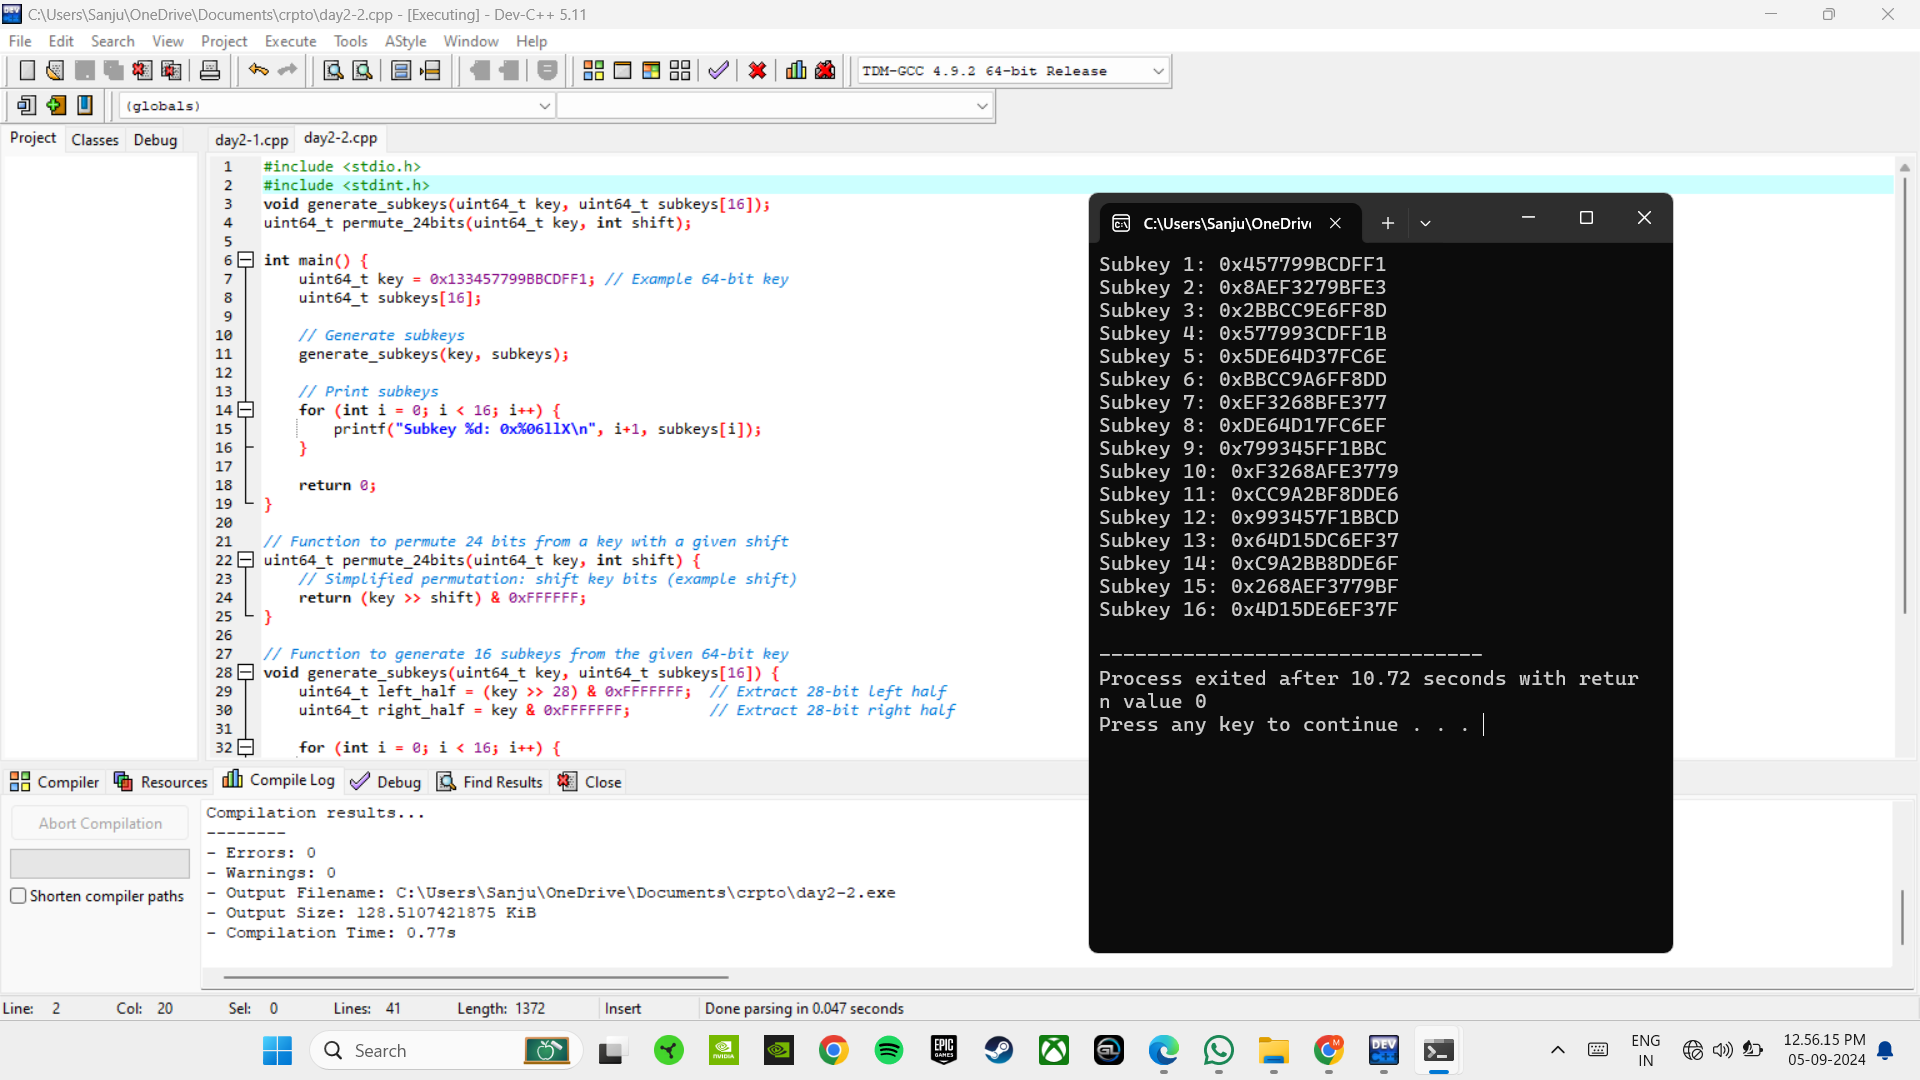 C:\Users\Sanju\OneDrive\Documents\crpto\day2-2.cpp - [Executing] - Dev-C++ 5.11
File Edit Search View Project Execute Tools AStyle Window Help
TDM-GCC 4.9.2 64-bit Release
(globals)
Project Classes Debug
day2-1.cpp day2-2.cpp
1 #include <stdio.h>
2 #include <stdint.h>
3 void generate_subkeys(uint64_t key, uint64_t subkeys[16]);
4 uint64_t permute_24bits(uint64_t key, int shift);
5
6 int main() {
7 uint64_t key = 0x133457799BBCDFF1; // Example 64-bit key
8 uint64_t subkeys[16];
9
10 // Generate subkeys
11 generate_subkeys(key, subkeys);
12
13 // Print subkeys
14 for (int i = 0; i < 16; i++) {
15 printf("Subkey %d: 0x%06llX\n", i+1, subkeys[i]);
16 }
17
18 return 0;
19 }
20
21 // Function to permute 24 bits from a key with a given shift
22 uint64_t permute_24bits(uint64_t key, int shift) {
23 // Simplified permutation: shift key bits (example shift)
24 return (key >> shift) & 0xFFFFFF;
25 }
26
27 // Function to generate 16 subkeys from the given 64-bit key
28 void generate_subkeys(uint64_t key, uint64_t subkeys[16]) {
29 uint64_t left_half = (key >> 28) & 0xFFFFFFF; // Extract 28-bit left half
30 uint64_t right_half = key & 0xFFFFFFF; // Extract 28-bit right half
31
32 for (int i = 0; i < 16; i++) {
C:\Users\Sanju\OneDriv
Subkey 1: 0x457799BCDFF1
Subkey 2: 0x8AEF3279BFE3
Subkey 3: 0x2BBCC9E6FF8D
Subkey 4: 0x577993CDFF1B
Subkey 5: 0x5DE64D37FC6E
Subkey 6: 0xBBCC9A6FF8DD
Subkey 7: 0xEF3268BFE377
Subkey 8: 0xDE64D17FC6EF
Subkey 9: 0x799345FF1BBC
Subkey 10: 0xF3268AFE3779
Subkey 11: 0xCC9A2BF8DDE6
Subkey 12: 0x993457F1BBCD
Subkey 13: 0x64D15DC6EF37
Subkey 14: 0xC9A2BB8DDE6F
Subkey 15: 0x268AEF3779BF
Subkey 16: 0x4D15DE6EF37F
--------------------------------
Process exited after 10.72 seconds with retur
n value 0
Press any key to continue . . .
Compiler Resources Compile Log Debug Find Results Close
Abort Compilation
Shorten compiler paths
Compilation results...
--------
- Errors: 0
- Warnings: 0
- Output Filename: C:\Users\Sanju\OneDrive\Documents\crpto\day2-2.exe
- Output Size: 128.5107421875 KiB
- Compilation Time: 0.77s
Line: 2 Col: 20 Sel: 0 Lines: 41 Length: 1372 Insert Done parsing in 0.047 seconds
Search
NVIDIA
EPIC GAMES
GL
DEV C++
ENG
IN
12.56.15 PM
05-09-2024